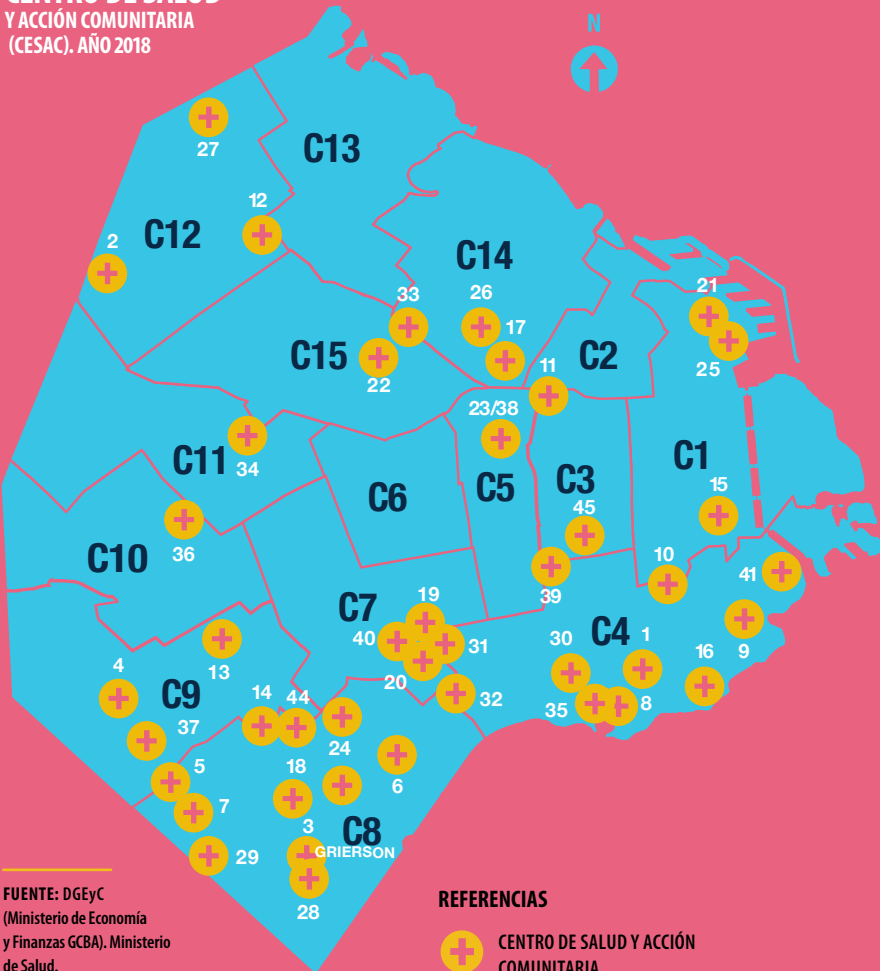 CENTRO DE SALUD
Y ACCIÓN COMUNITARIA
(CESAC). AÑO 2018
N
27
C13
12
2
C12
C14
21
33
26
17
C15
11
C2
22
25
23/38
C11
34
C1
C6
C5
C3
15
45
36
C10
10
41
39
19
C7
40
31
C4
9
30
1
16
13
20
4
32
35
8
C9
14
44
37
24
5
18
6
7
3
C8
GRIERSON
29
28
FUENTE: DGEyC
(Ministerio de Economía
y Finanzas GCBA). Ministerio
de Salud.
REFERENCIAS
CENTRO DE SALUD Y ACCIÓN
COMUNITARIA